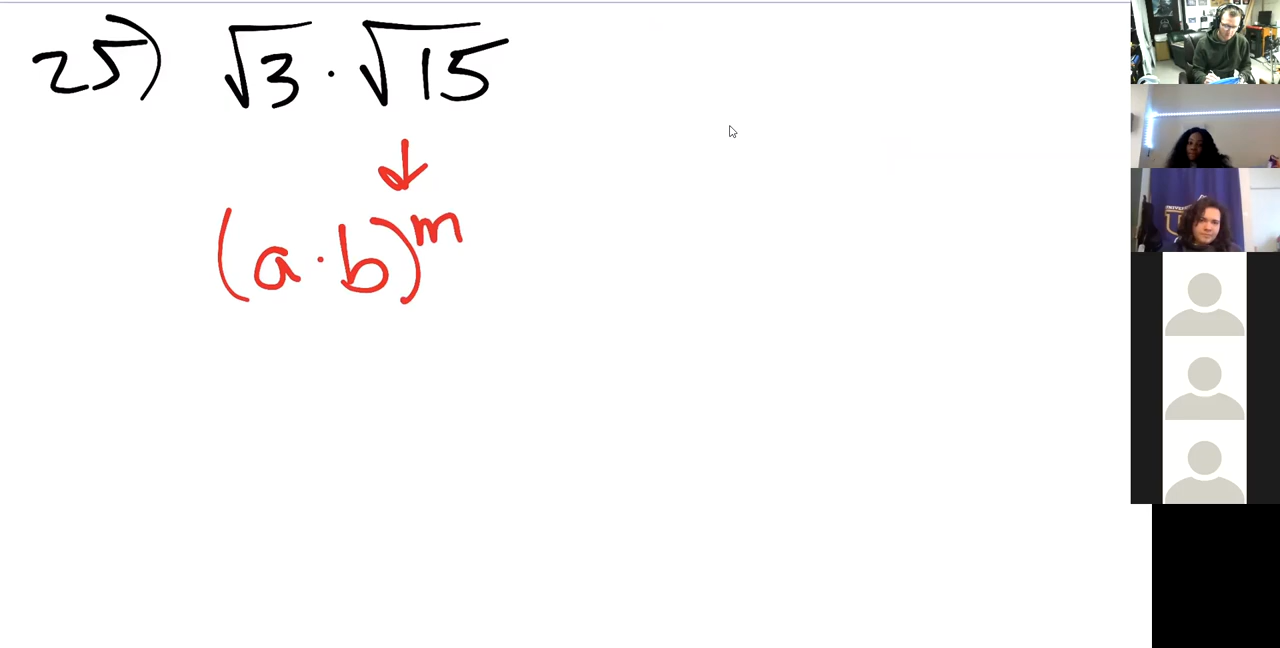 25) √3 · √15
↓
(a · b)^m